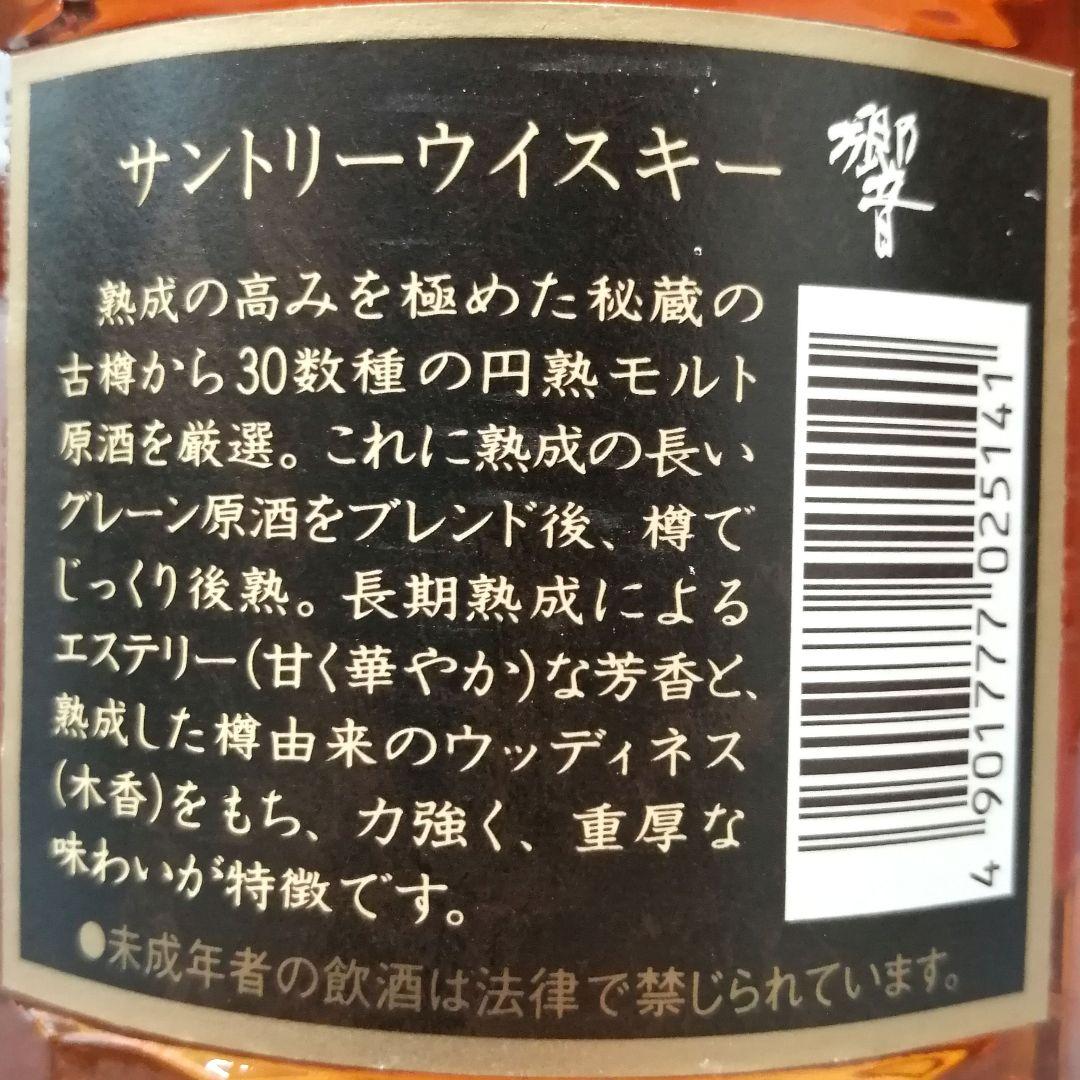 サントリーウイスキー 響
熟成の高みを極めた秘蔵の
古樽から30数種の円熟モルト
原酒を厳選。これに熟成の長い
グレーン原酒をブレンド後、樽で
じっくり後熟。長期熟成による
エステリー(甘く華やか)な芳香と、
熟成した樽由来のウッディネス
(木香)をもち、力強く、重厚な
味わいが特徴です。
●未成年者の飲酒は法律で禁じられています。
4 901777 025141